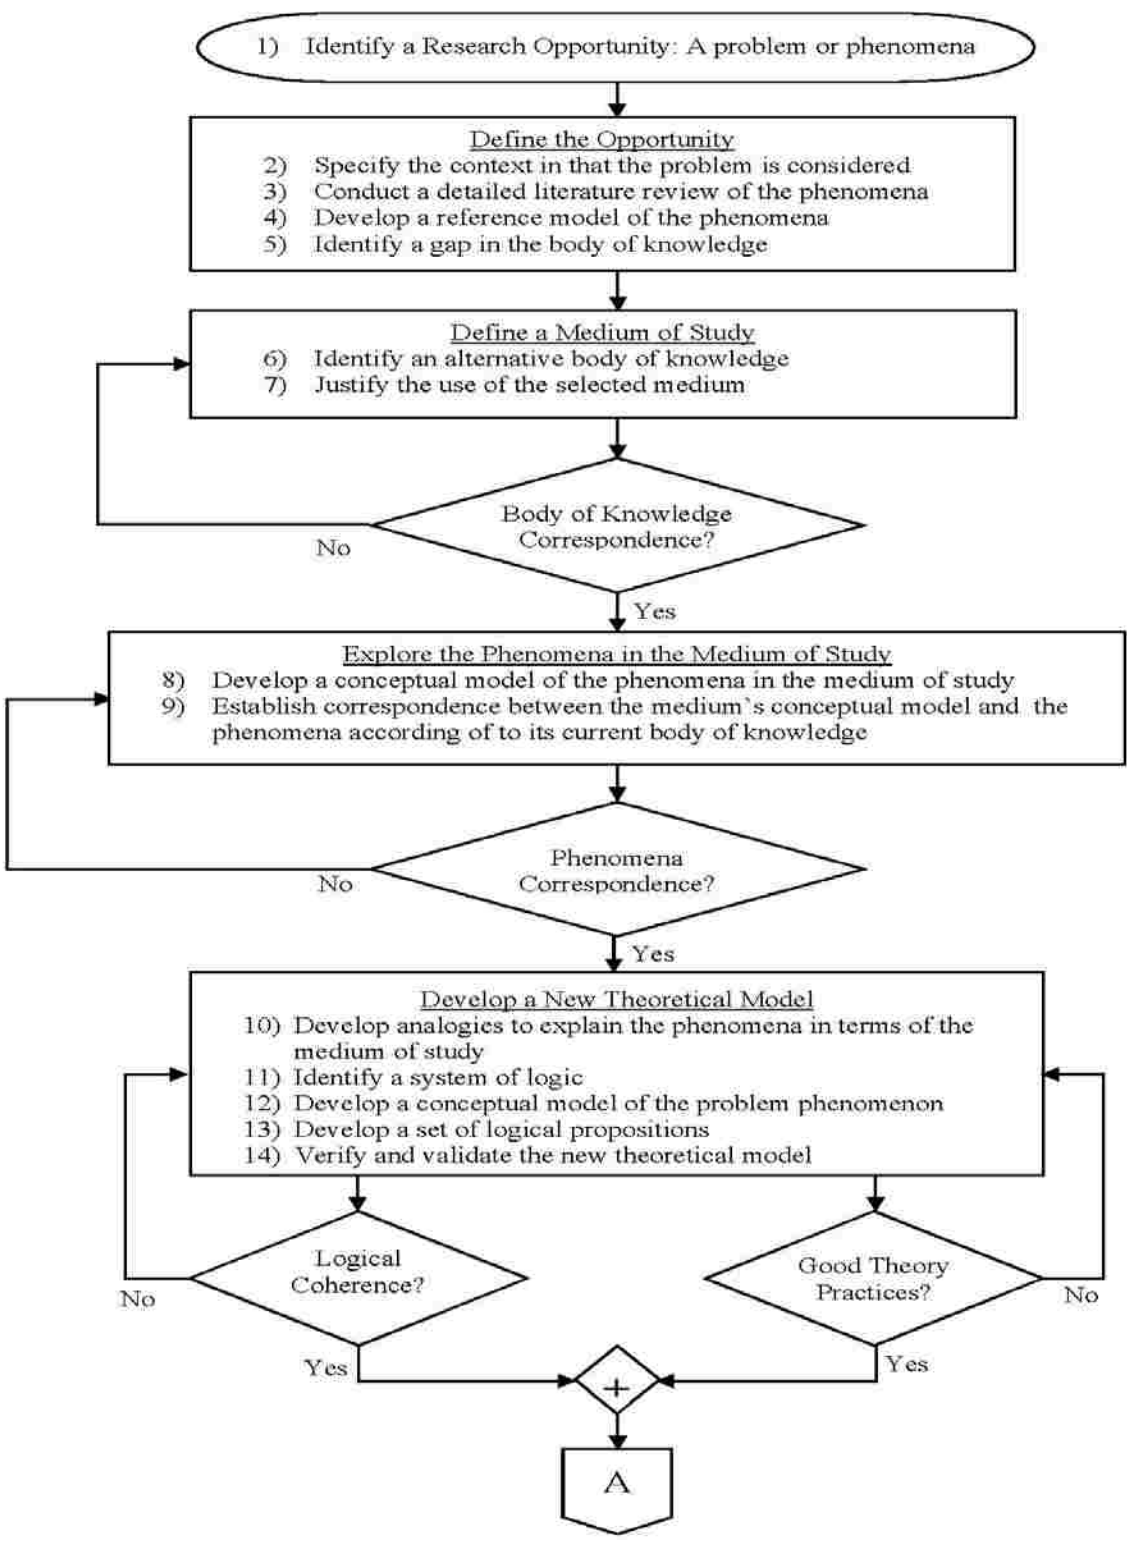 1) Identify a Research Opportunity: A problem or phenomena
Define the Opportunity
2) Specify the context in that the problem is considered
3) Conduct a detailed literature review of the phenomena
4) Develop a reference model of the phenomena
5) Identify a gap in the body of knowledge
Define a Medium of Study
6) Identify an alternative body of knowledge
7) Justify the use of the selected medium
Body of Knowledge
Correspondence?
No
Yes
Explore the Phenomena in the Medium of Study
8) Develop a conceptual model of the phenomena in the medium of study
9) Establish correspondence between the medium`s conceptual model and the
phenomena according of to its current body of knowledge
Phenomena
Correspondence?
No
Yes
Develop a New Theoretical Model
10) Develop analogies to explain the phenomena in terms of the
medium of study
11) Identify a system of logic
12) Develop a conceptual model of the problem phenomenon
13) Develop a set of logical propositions
14) Verify and validate the new theoretical model
Logical
Coherence?
No
Yes
Good Theory
Practices?
No
Yes
+
A